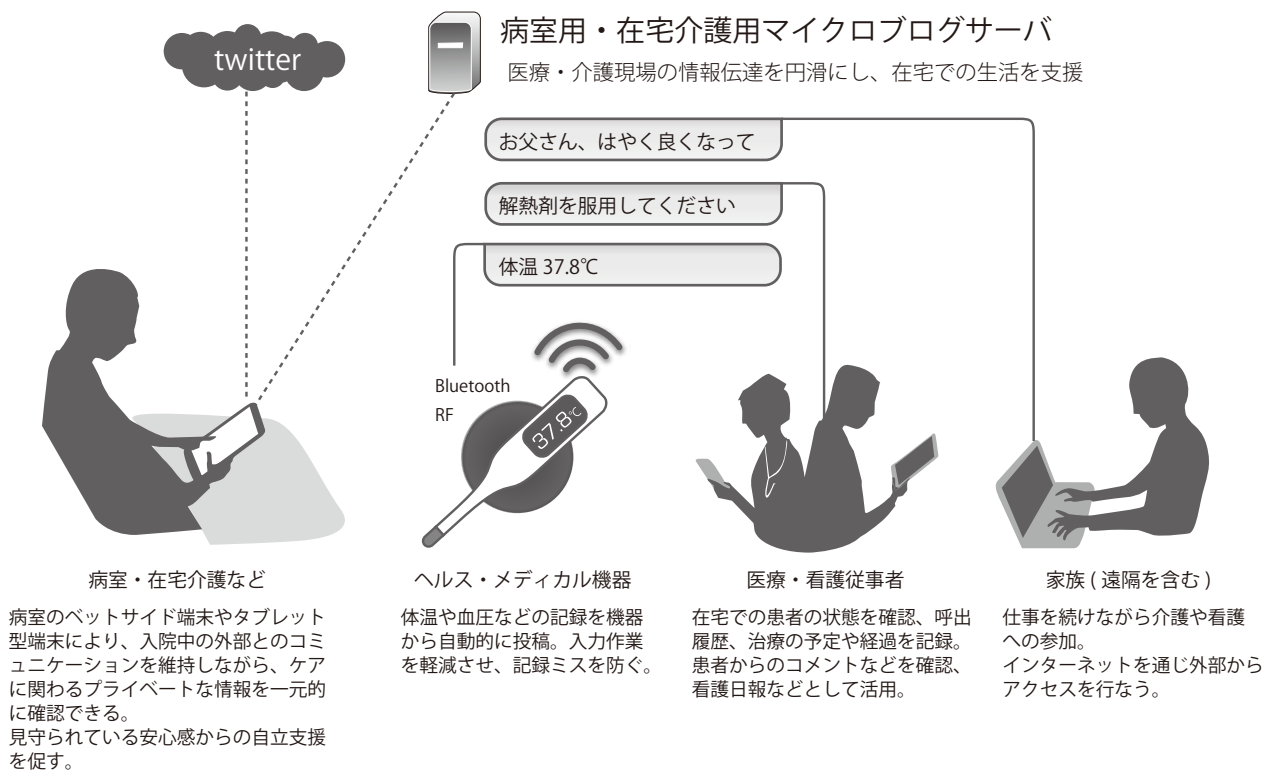 twitter
病室用・在宅介護用マイクロブログサーバ
医療・介護現場の情報伝達を円滑にし、在宅での生活を支援
お父さん、はやく良くなって
解熱剤を服用してください
体温 37.8℃
Bluetooth
RF
37.8℃
病室・在宅介護など
病室のベットサイド端末やタブレット
型端末により、入院中の外部とのコミ
ュニケーションを維持しながら、ケア
に関わるプライベートな情報を一元的
に確認できる。
見守られている安心感からの自立支援
を促す。
ヘルス・メディカル機器
体温や血圧などの記録を機器
から自動的に投稿。入力作業
を軽減させ、記録ミスを防ぐ。
医療・看護従事者
在宅での患者の状態を確認、呼出
履歴、治療の予定や経過を記録。
患者からのコメントなどを確認、
看護日報などとして活用。
家族 ( 遠隔を含む )
仕事を続けながら介護や看護
への参加。
インターネットを通じ外部から
アクセスを行なう。